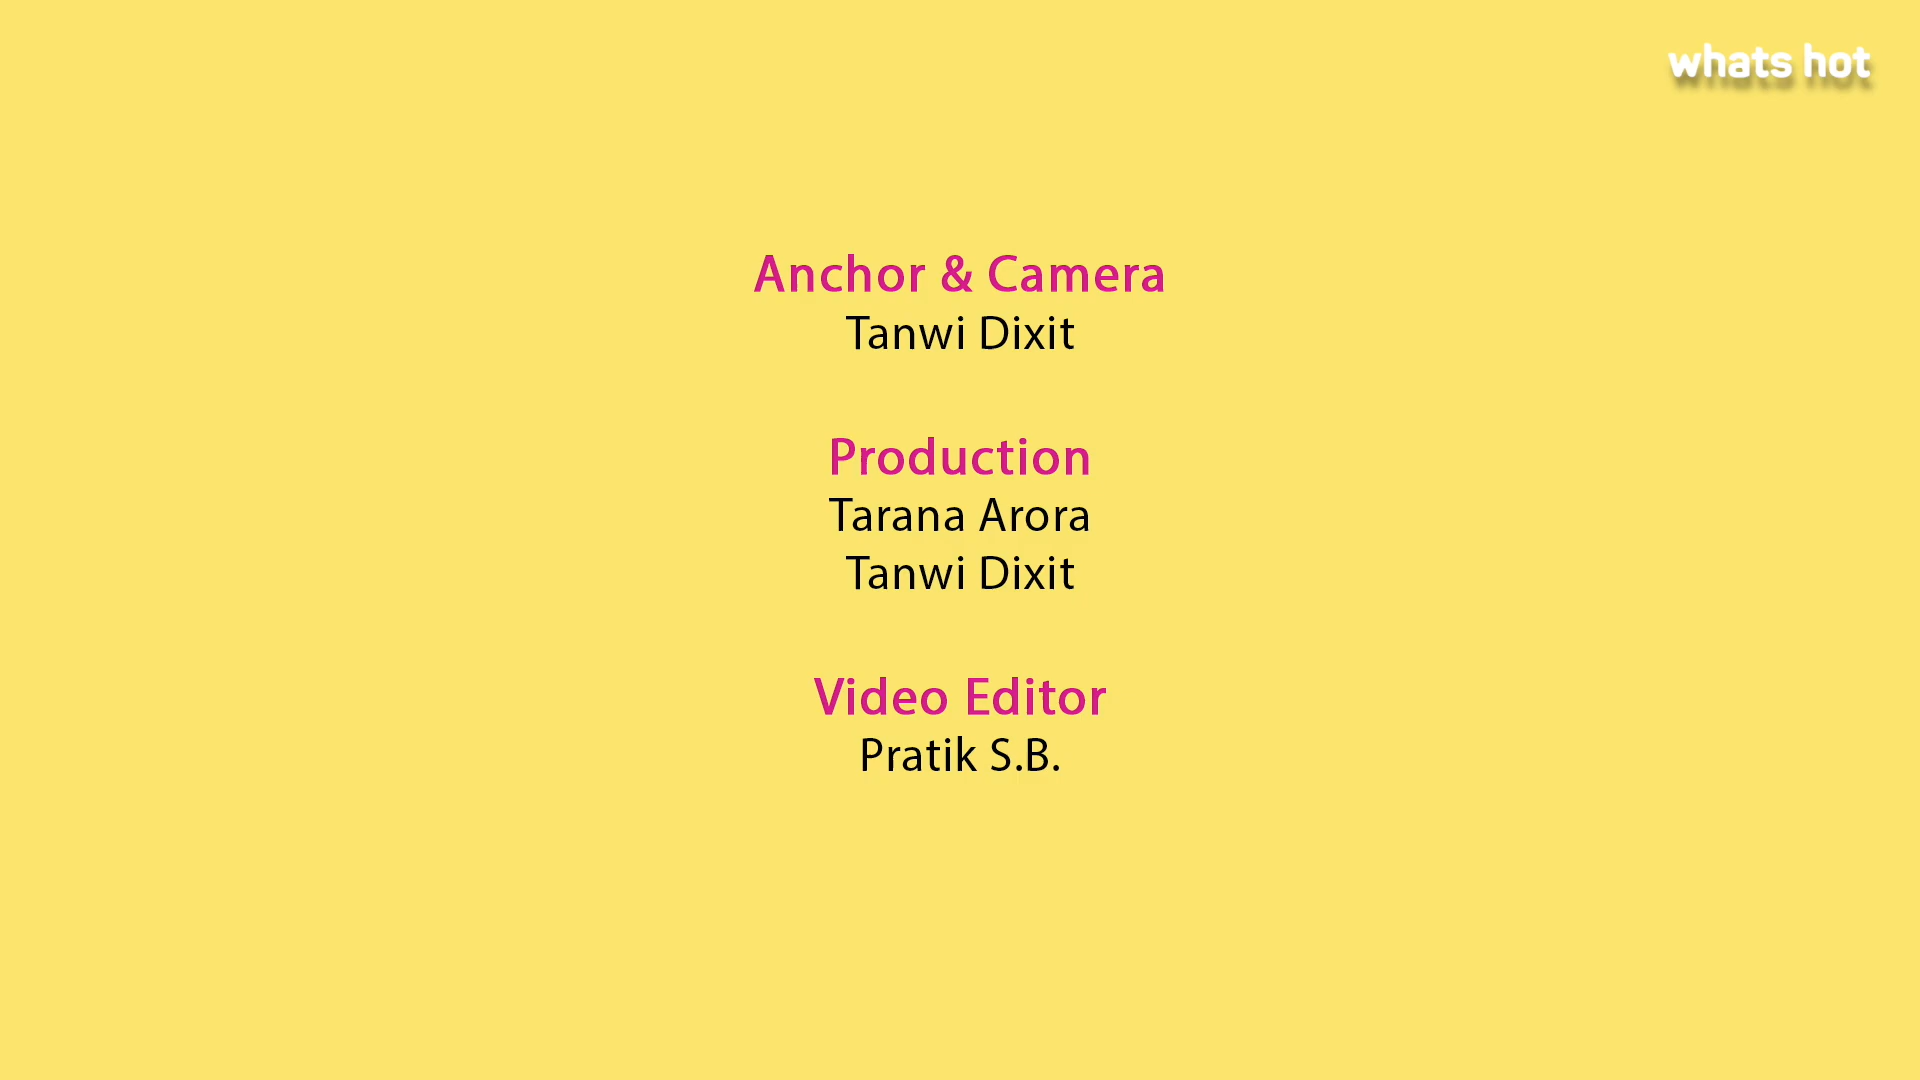 whats hot
Anchor & Camera
Tanwi Dixit
Production
Tarana Arora
Tanwi Dixit
Video Editor
Pratik S.B.